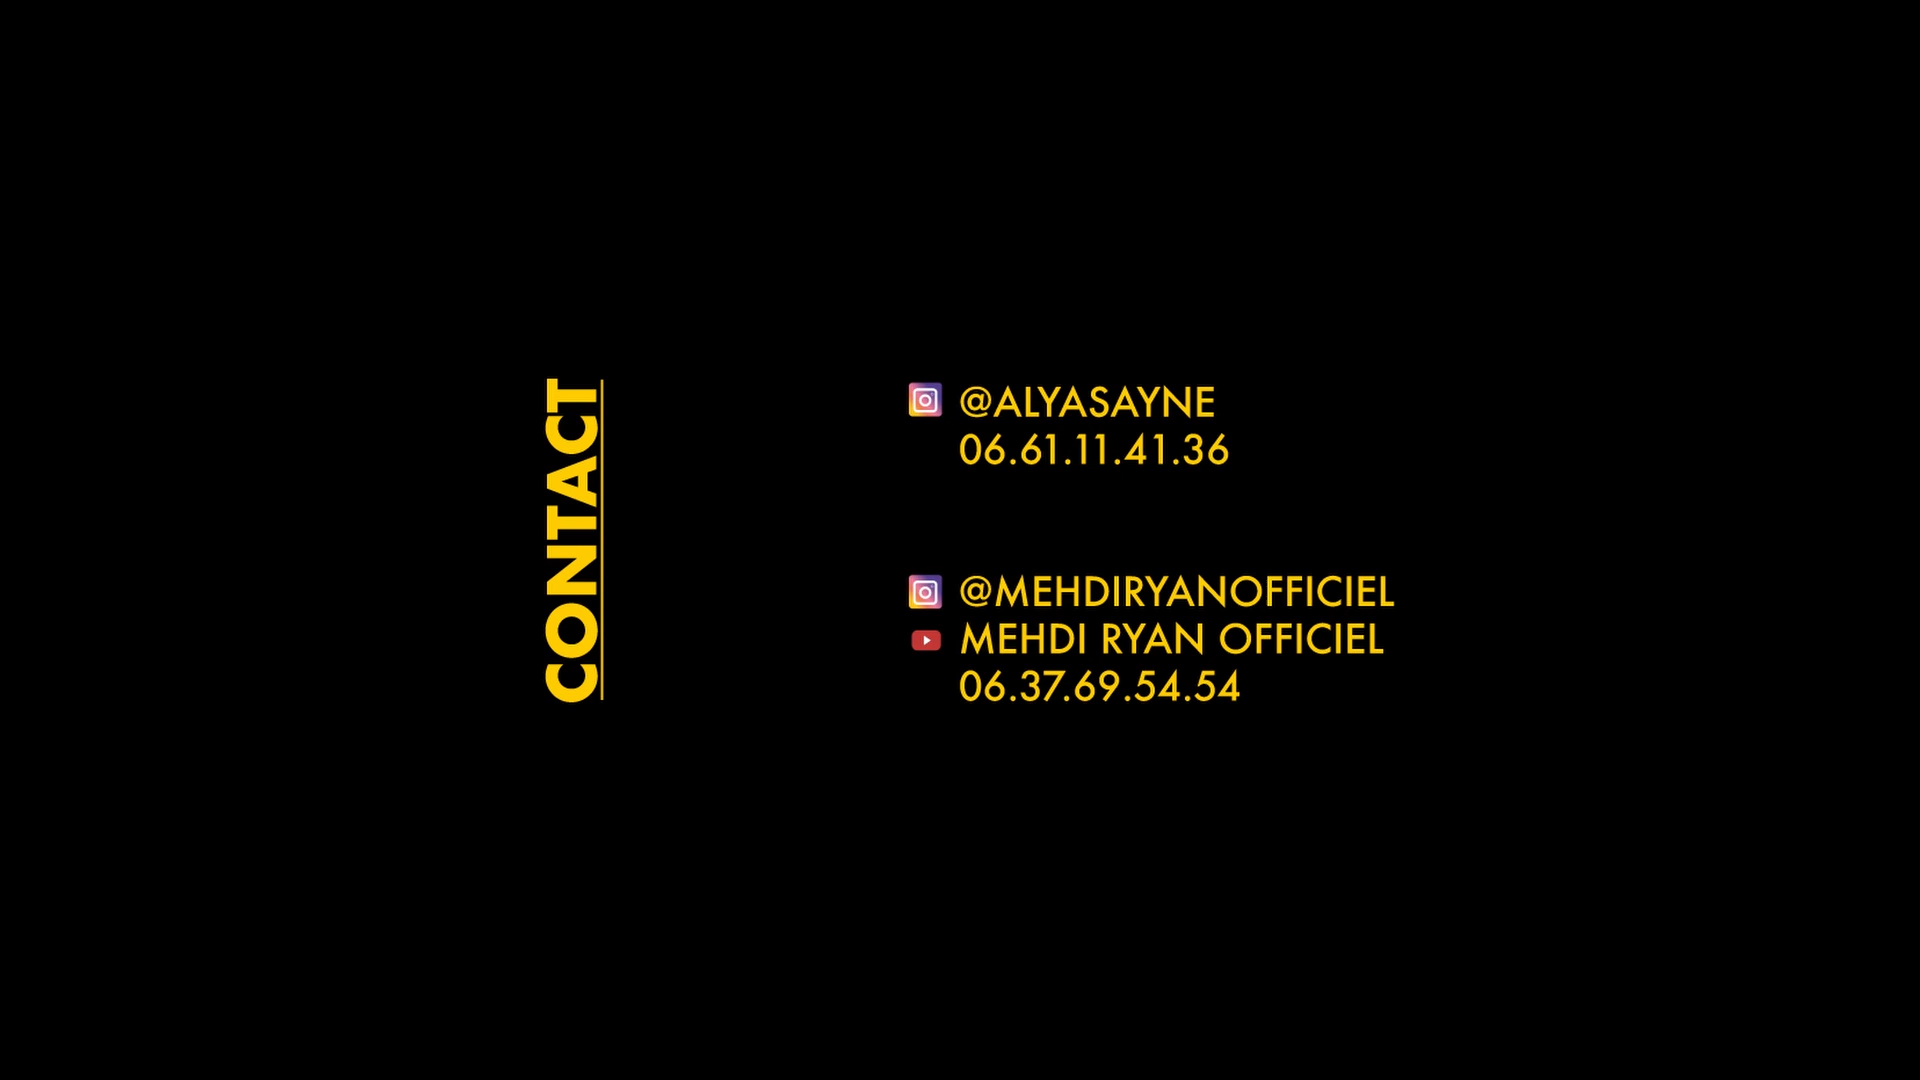 CONTACT
@ALYASAYNE
06.61.11.41.36
@MEHDIRYANOFFICIEL
MEHDI RYAN OFFICIEL
06.37.69.54.54